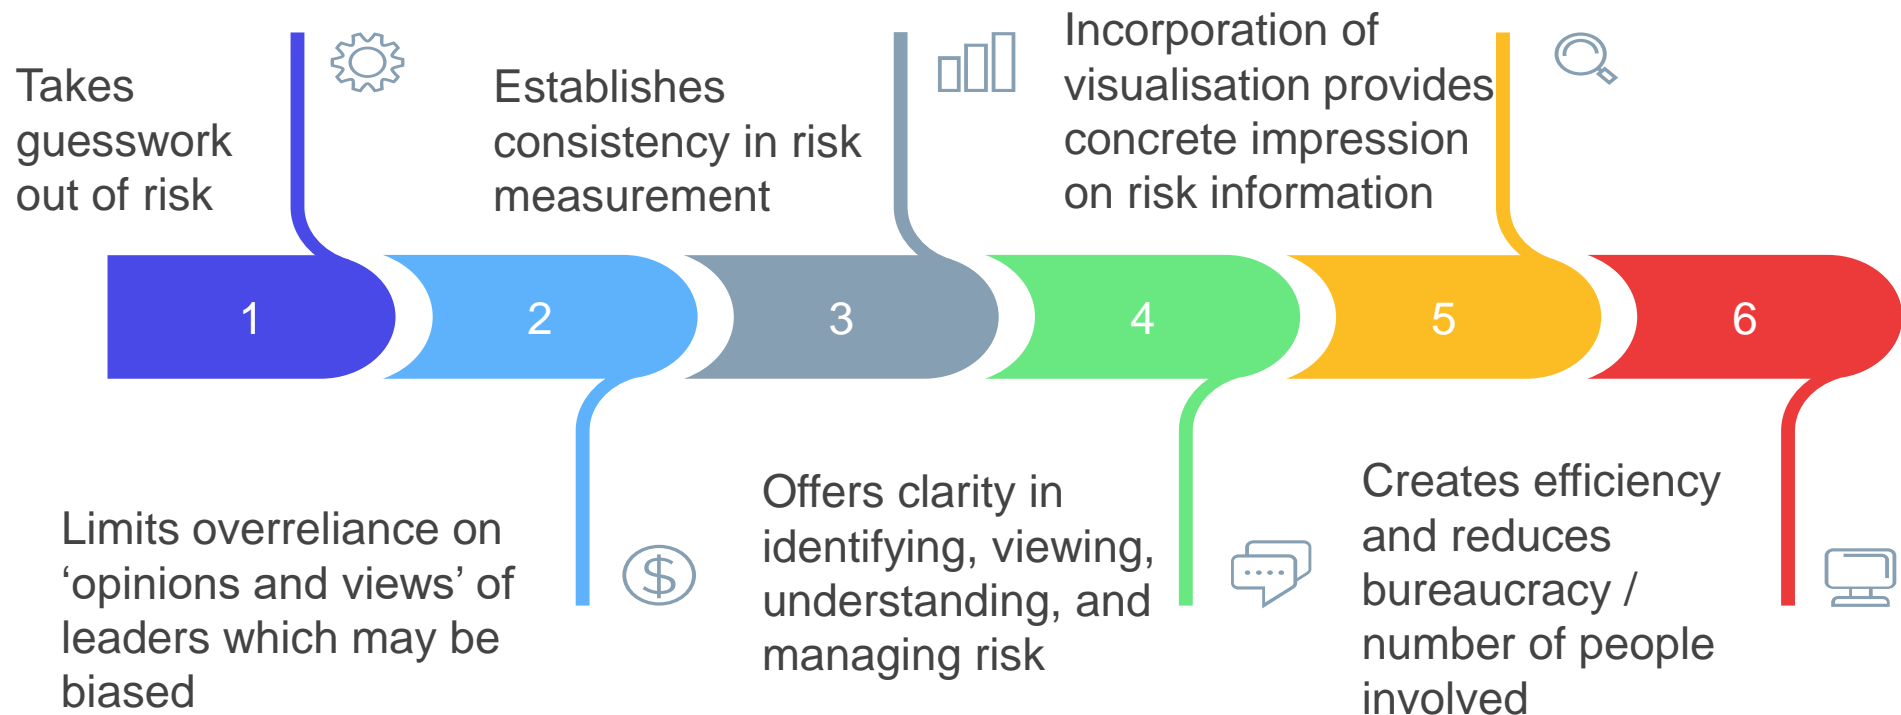 Takes
guesswork
out of risk
Establishes
consistency in risk
measurement
Incorporation of
visualisation provides
concrete impression
on risk information
1
2
3
4
5
6
Limits overreliance on
‘opinions and views’ of
leaders which may be
biased
$
Offers clarity in
identifying, viewing,
understanding, and
managing risk
Creates efficiency
and reduces
bureaucracy /
number of people
involved